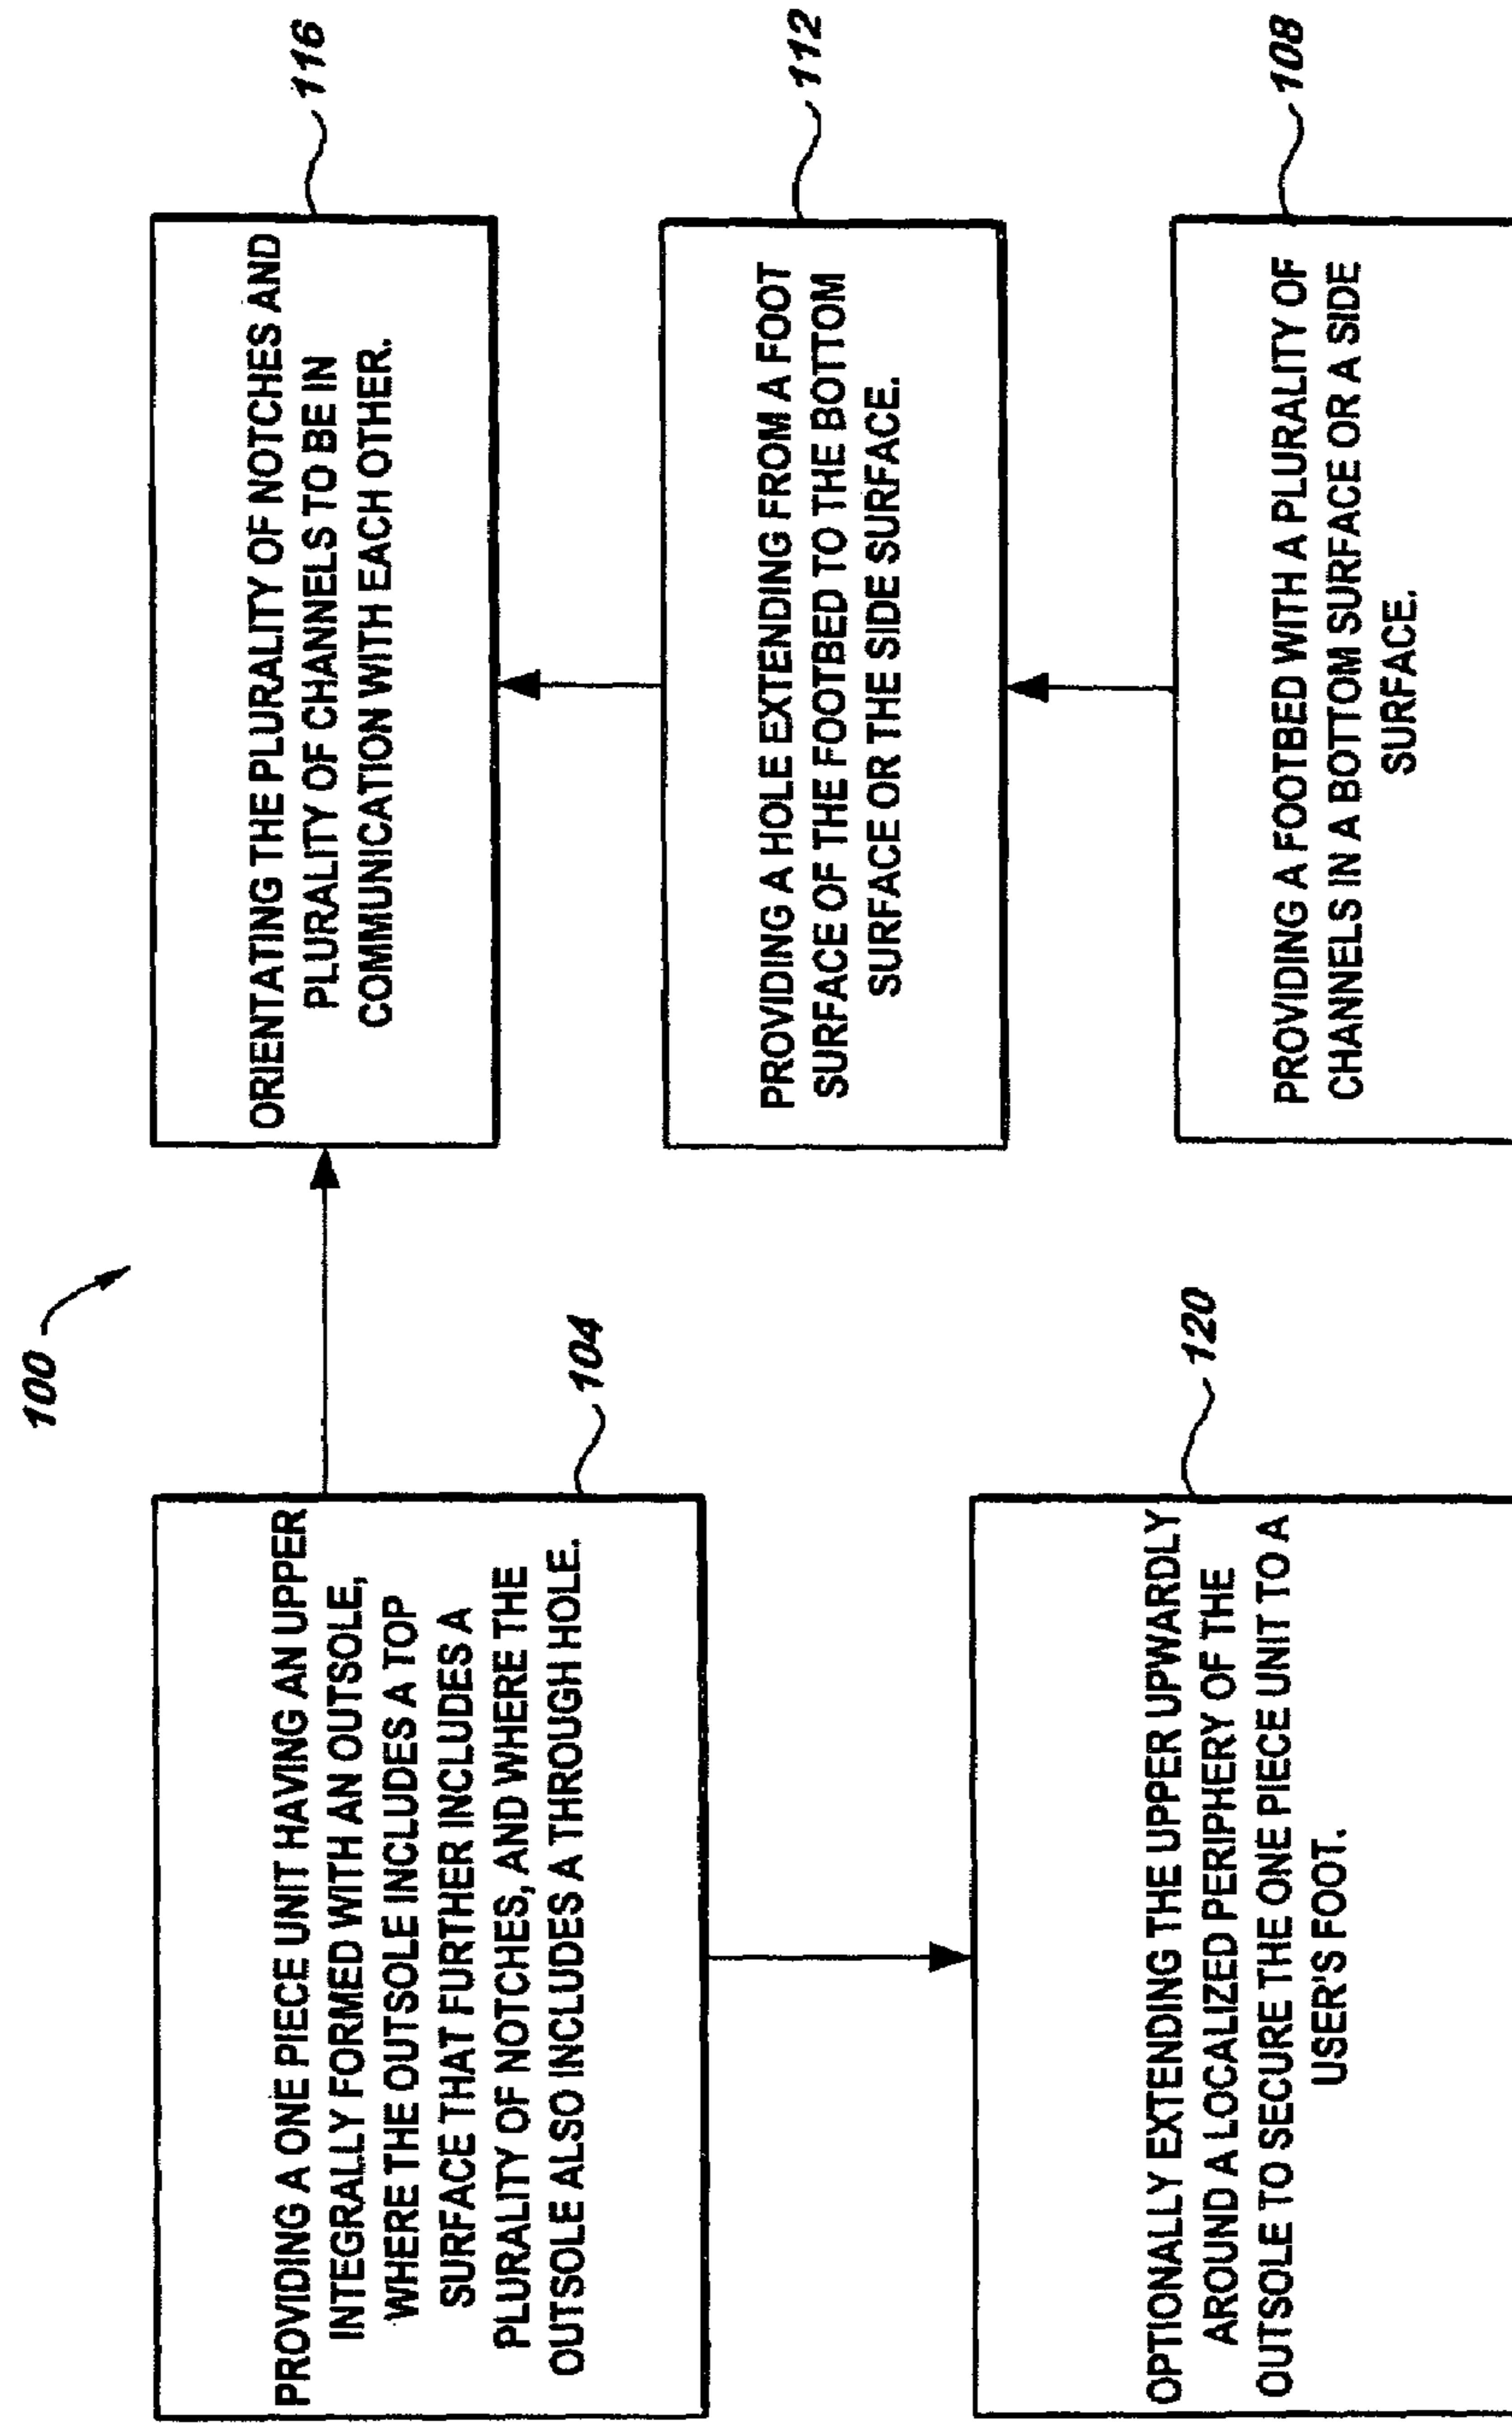 100
PROVIDING A ONE PIECE UNIT HAVING AN UPPER
INTEGRALLY FORMED WITH AN OUTSOLE,
WHERE THE OUTSOLE INCLUDES A TOP
SURFACE THAT FURTHER INCLUDES A
PLURALITY OF NOTCHES, AND WHERE THE
OUTSOLE ALSO INCLUDES A THROUGH HOLE.
104
ORIENTATING THE PLURALITY OF NOTCHES AND
PLURALITY OF CHANNELS TO BE IN
COMMUNICATION WITH EACH OTHER.
116
PROVIDING A HOLE EXTENDING FROM A FOOT
SURFACE OF THE FOOTBED TO THE BOTTOM
SURFACE OR THE SIDE SURFACE.
112
OPTIONALLY EXTENDING THE UPPER UPWARDLY
AROUND A LOCALIZED PERIPHERY OF THE
OUTSOLE TO SECURE THE ONE PIECE UNIT TO A
USER'S FOOT.
120
PROVIDING A FOOTBED WITH A PLURALITY OF
CHANNELS IN A BOTTOM SURFACE OR A SIDE
SURFACE.
108